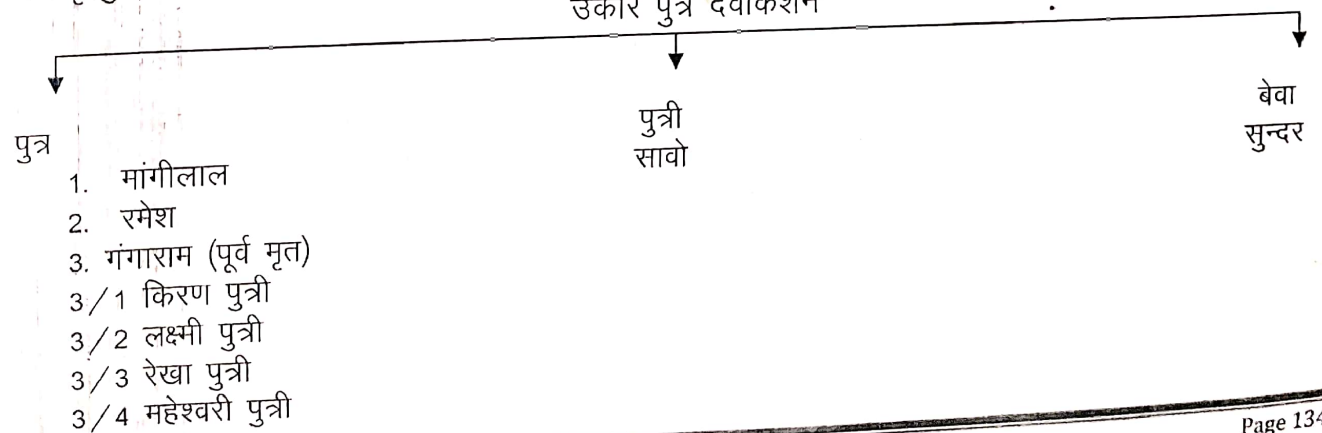 पुत्र
पुत्री
बेवा
सावो
सुन्दर
1. मांगीलाल
2. रमेश
3. गंगाराम (पूर्व मृत)
3/1 किरण पुत्री
3/2 लक्ष्मी पुत्री
3/3 रेखा पुत्री
3/4 महेश्वरी पुत्री
Page 134